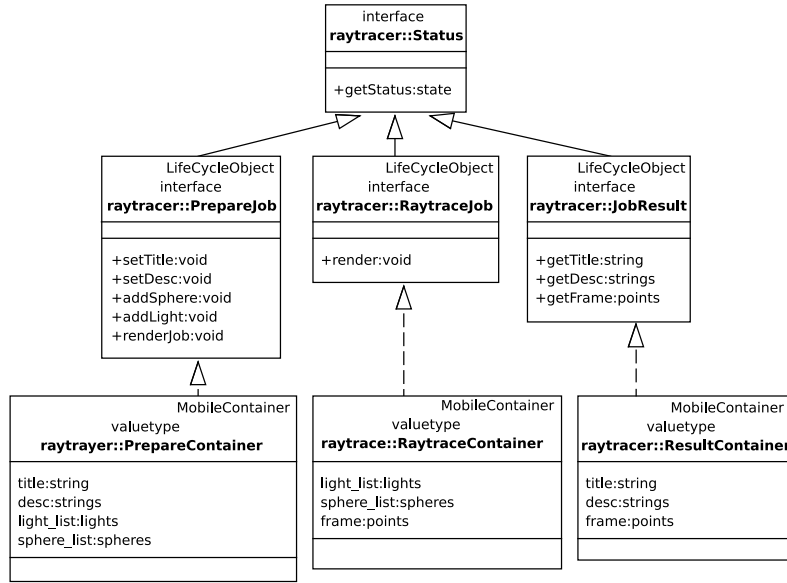 interface
raytracer::Status
+getStatus:state
LifeCycleObject
interface
raytracer::PrepareJob
+setTitle:void
+setDesc:void
+addSphere:void
+addLight:void
+renderJob:void
LifeCycleObject
interface
raytracer::RaytraceJob
+render:void
LifeCycleObject
interface
raytracer::JobResult
+getTitle:string
+getDesc:strings
+getFrame:points
MobileContainer
valuetype
raytrayer::PrepareContainer
title:string
desc:strings
light_list:lights
sphere_list:spheres
MobileContainer
valuetype
raytrace::RaytraceContainer
light_list:lights
sphere_list:spheres
frame:points
MobileContainer
valuetype
raytracer::ResultContainer
title:string
desc:strings
frame:points